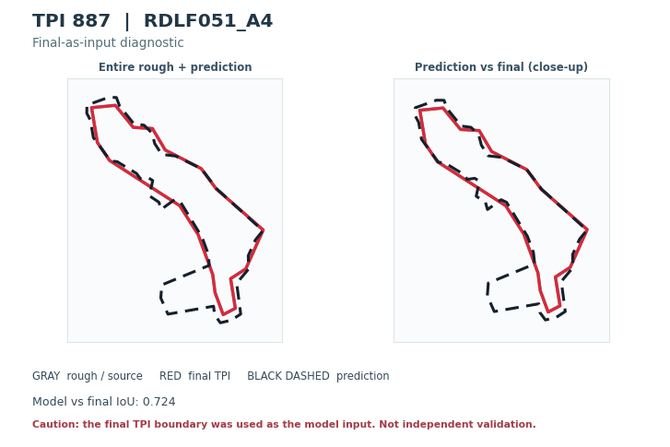 TPI 887 | RDLF051_A4
Final-as-input diagnostic
Entire rough + prediction
Prediction vs final (close-up)
GRAY rough / source RED final TPI BLACK DASHED prediction
Model vs final IoU: 0.724
Caution: the final TPI boundary was used as the model input. Not independent validation.